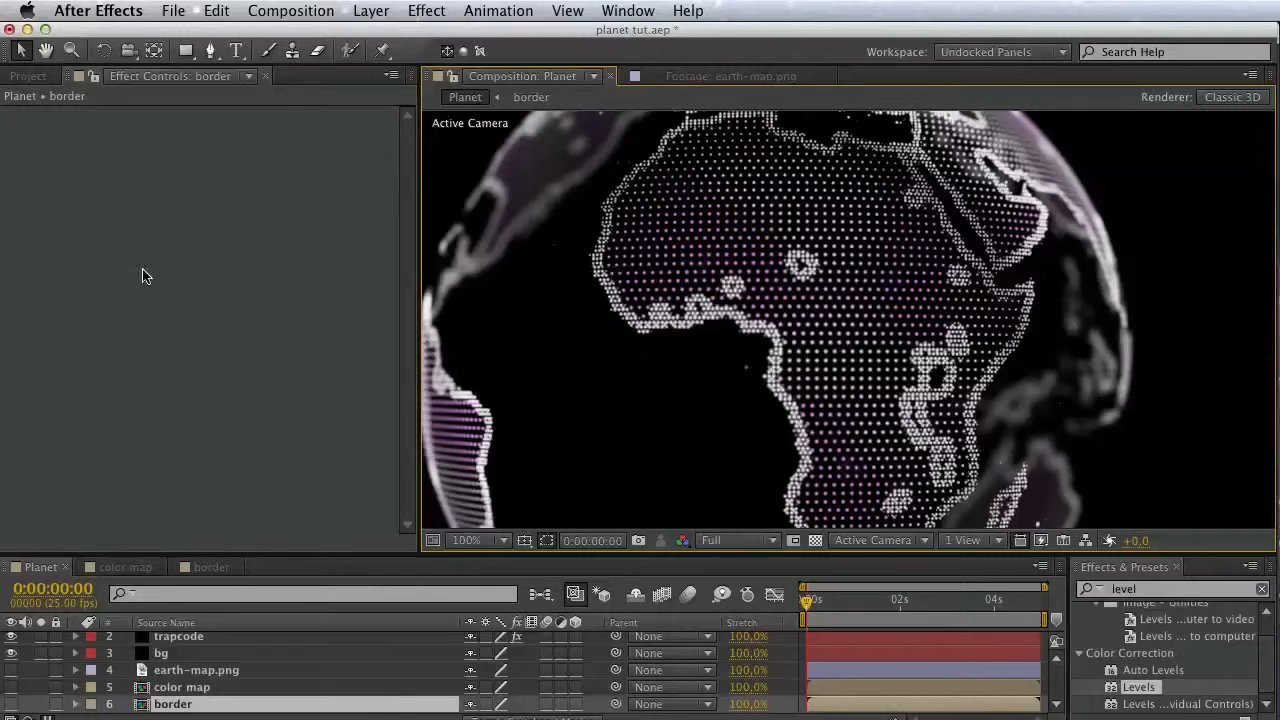 After Effects File Edit Composition Layer Effect Animation View Window Help
planet tut.aep *
Workspace: Undocked Panels Search Help
Project Effect Controls: border Composition: Planet Footage: earth-map.png
Planet • border Planet border Renderer: Classic 3D
Active Camera
100% 0:00:00:00 Full Active Camera 1 View +0,0
Planet color map border Effects & Presets
0:00:00:00
00000 (25.00 fps) level
# Source Name Parent Stretch 00s 02s 04s
Image - Utilities
Levels ...uter to video
2 trapcode None 100,0% Levels ... to computer
3 bg None 100,0% Color Correction
4 earth-map.png None 100,0% Auto Levels
5 color map None 100,0% Levels
6 border None 100,0% Levels ...vidual Controls)